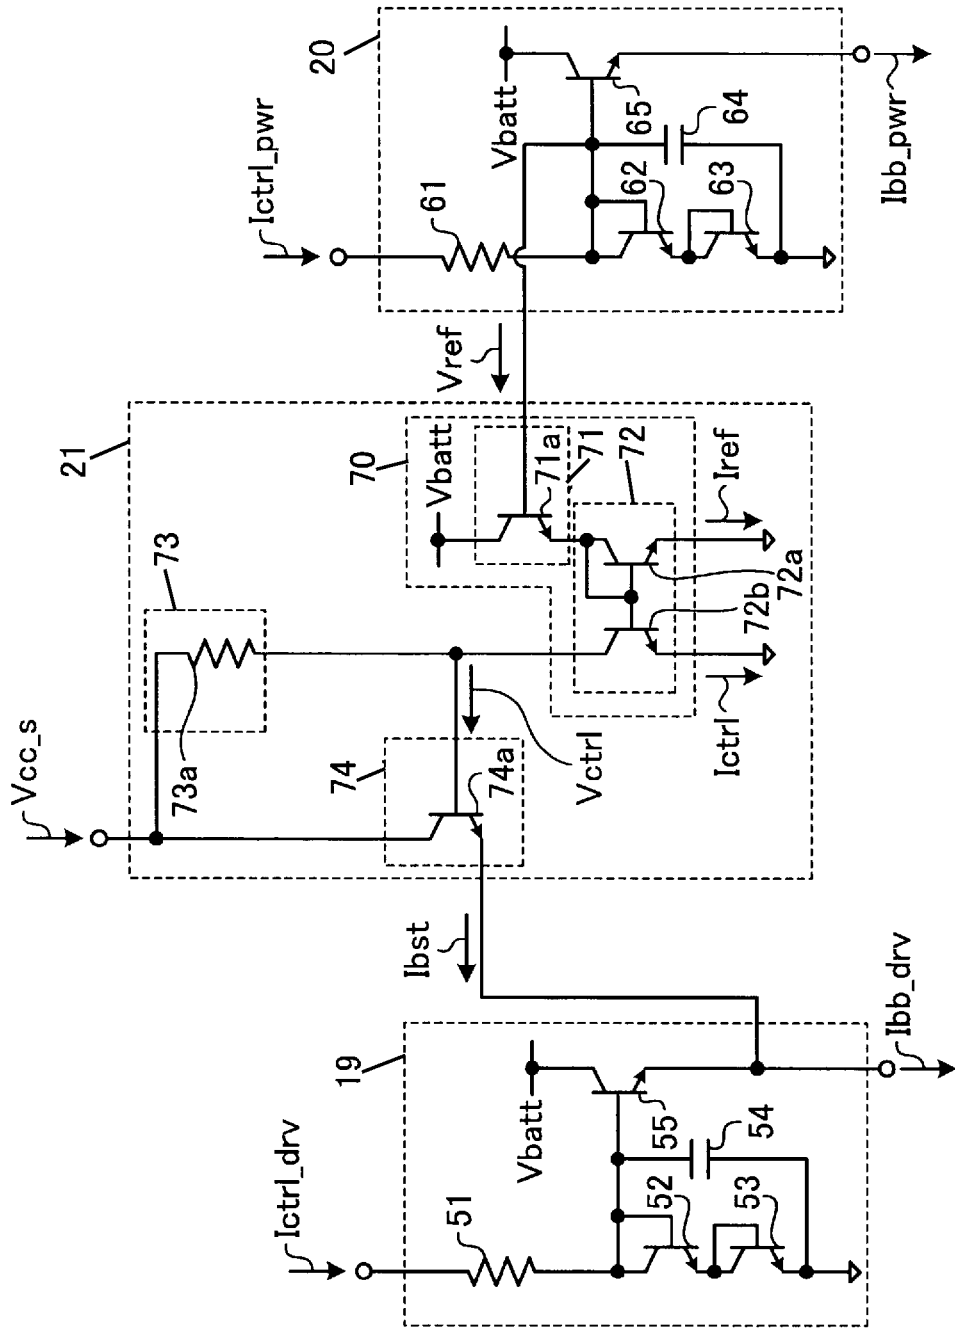 Ictrl_pwr
20
61
Vbatt
65
64
62
63
Ibb_pwr
Vref
21
70
Vbatt
71a
71
72
Iref
72a
72b
Ictrl
73
73a
Vcc_s
74
74a
Vctrl
Ibst
19
Vbatt
55
54
52
53
51
Ictrl_drv
Ibb_drv